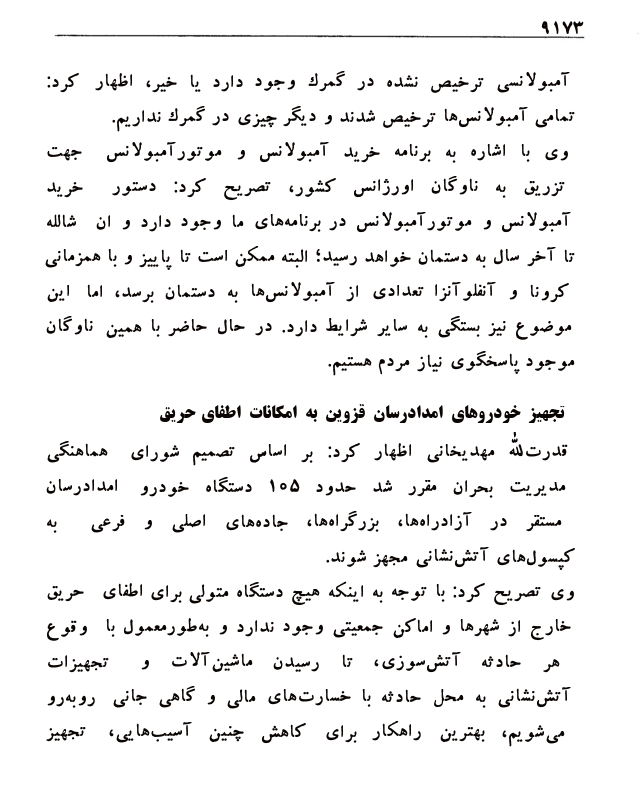 ۹۱۷۳
آمبولانسی ترخیص نشده در گمرك وجود دارد یا خیر، اظهار کرد:
تمامی آمبولانس‌ها ترخیص شدند و دیگر چیزی در گمرك نداریم.
وی با اشاره به برنامه خرید آمبولانس و موتورآمبولانس جهت
تزریق به ناوگان اورژانس کشور، تصریح کرد: دستور خرید
آمبولانس و موتورآمبولانس در برنامه‌های ما وجود دارد و ان شالله
تا آخر سال به دستمان خواهد رسید؛ البته ممکن است تا پاییز و با همزمانی
کرونا و آنفلوآنزا تعدادی از آمبولانس‌ها به دستمان برسد، اما این
موضوع نیز بستگی به سایر شرایط دارد. در حال حاضر با همین ناوگان
موجود پاسخگوی نیاز مردم هستیم.
تجهیز خودروهای امدادرسان قزوین به امکانات اطفای حریق
قدرت‌الله مهدیخانی اظهار کرد: بر اساس تصمیم شورای هماهنگی
مدیریت بحران مقرر شد حدود ۱۰۵ دستگاه خودرو امدادرسان
مستقر در آزادراه‌ها، بزرگراه‌ها، جاده‌های اصلی و فرعی به
کپسول‌های آتش‌نشانی مجهز شوند.
وی تصریح کرد: با توجه به اینکه هیچ دستگاه متولی برای اطفای حریق
خارج از شهرها و اماکن جمعیتی وجود ندارد و به‌طورمعمول با وقوع
هر حادثه آتش‌سوزی، تا رسیدن ماشین‌آلات و تجهیزات
آتش‌نشانی به محل حادثه با خسارت‌های مالی و گاهی جانی روبه‌رو
می‌شویم، بهترین راهکار برای کاهش چنین آسیب‌هایی، تجهیز